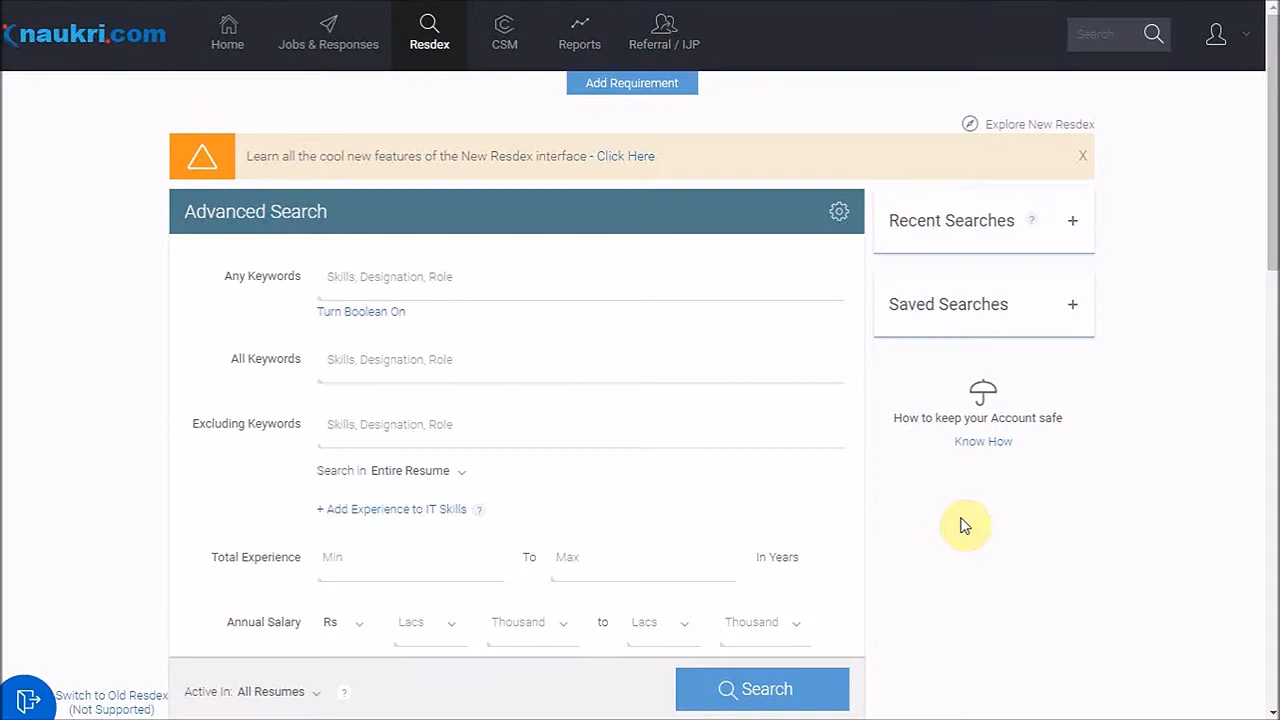 naukri.com
Home
Jobs & Responses
Resdex
CSM
Reports
Referral / IJP
Search
Add Requirement
Explore New Resdex
Learn all the cool new features of the New Resdex interface - Click Here
X
Advanced Search
Recent Searches ? +
Any Keywords Skills, Designation, Role
Turn Boolean On
Saved Searches +
All Keywords Skills, Designation, Role
How to keep your Account safe
Know How
Excluding Keywords Skills, Designation, Role
Search in Entire Resume
+ Add Experience to IT Skills ?
Total Experience Min To Max In Years
Annual Salary Rs Lacs Thousand to Lacs Thousand
Active In: All Resumes ?
Search
Switch to Old Resdex
(Not Supported)